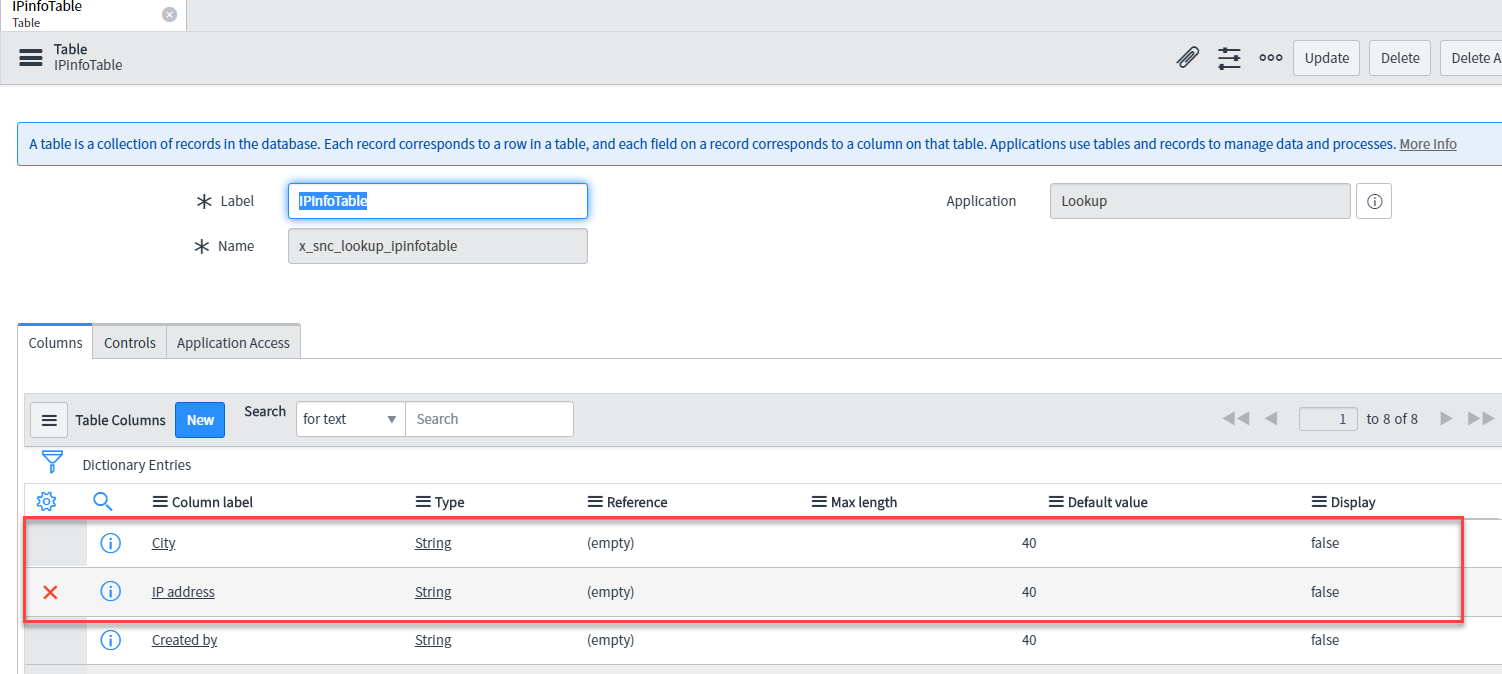 IPinfoTable
Table
Table
IPinfoTable
Update
Delete
Delete A
A table is a collection of records in the database. Each record corresponds to a row in a table, and each field on a record corresponds to a column on that table. Applications use tables and records to manage data and processes. More Info
Label
IPInfoTable
Application
Lookup
Name
x_snc_lookup_ipinfotable
Columns
Controls
Application Access
Table Columns
New
Search
for text
Search
1
to 8 of 8
Dictionary Entries
Column label Type Reference Max length Default value Display
City String (empty) 40 false
IP address String (empty) 40 false
Created by String (empty) 40 false